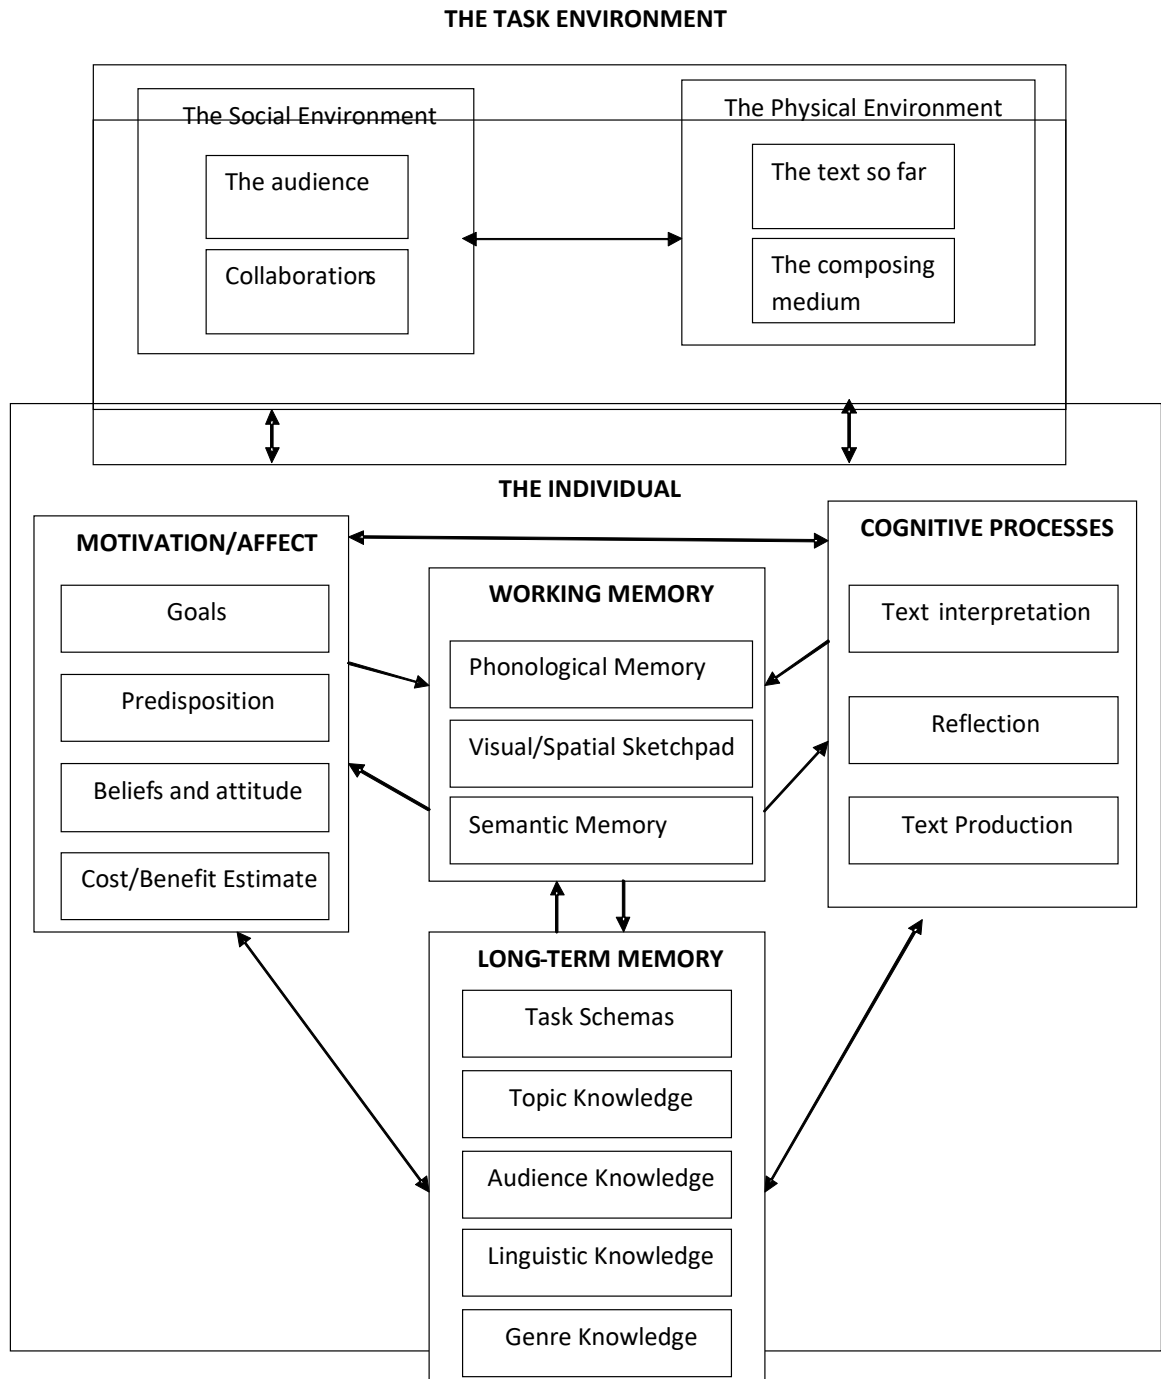 THE TASK ENVIRONMENT
The Social Environment
The audience
Collaborations
The Physical Environment
The text so far
The composing
medium
THE INDIVIDUAL
MOTIVATION/AFFECT
Goals
Predisposition
Beliefs and attitude
Cost/Benefit Estimate
WORKING MEMORY
Phonological Memory
Visual/Spatial Sketchpad
Semantic Memory
COGNITIVE PROCESSES
Text interpretation
Reflection
Text Production
LONG-TERM MEMORY
Task Schemas
Topic Knowledge
Audience Knowledge
Linguistic Knowledge
Genre Knowledge